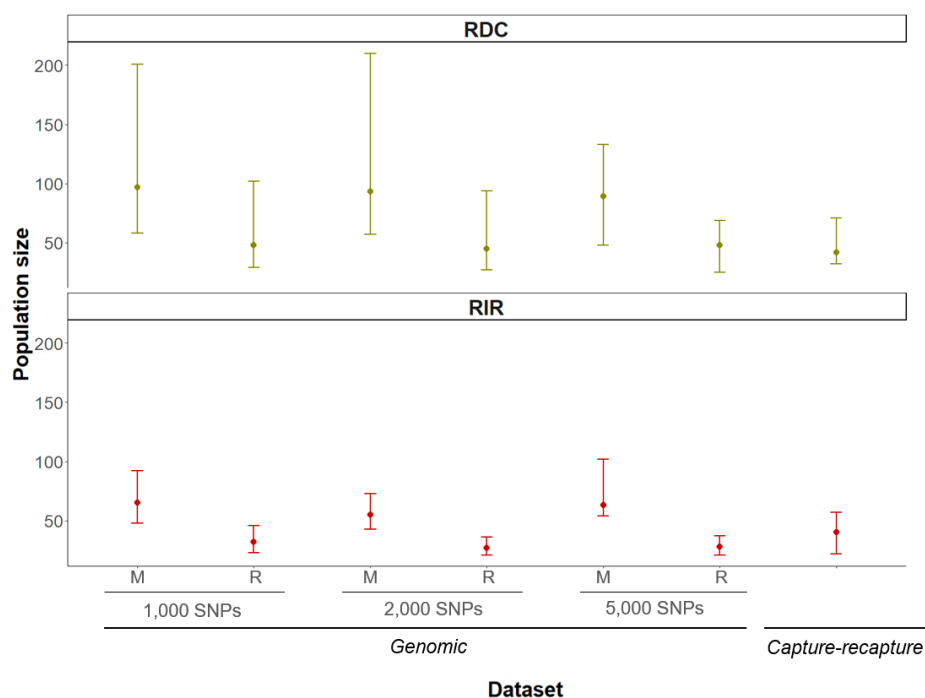 RDC
200
150
100
50
RIR
200
150
100
50
Population size
M R M R M R
1,000 SNPs 2,000 SNPs 5,000 SNPs
Genomic Capture-recapture
Dataset